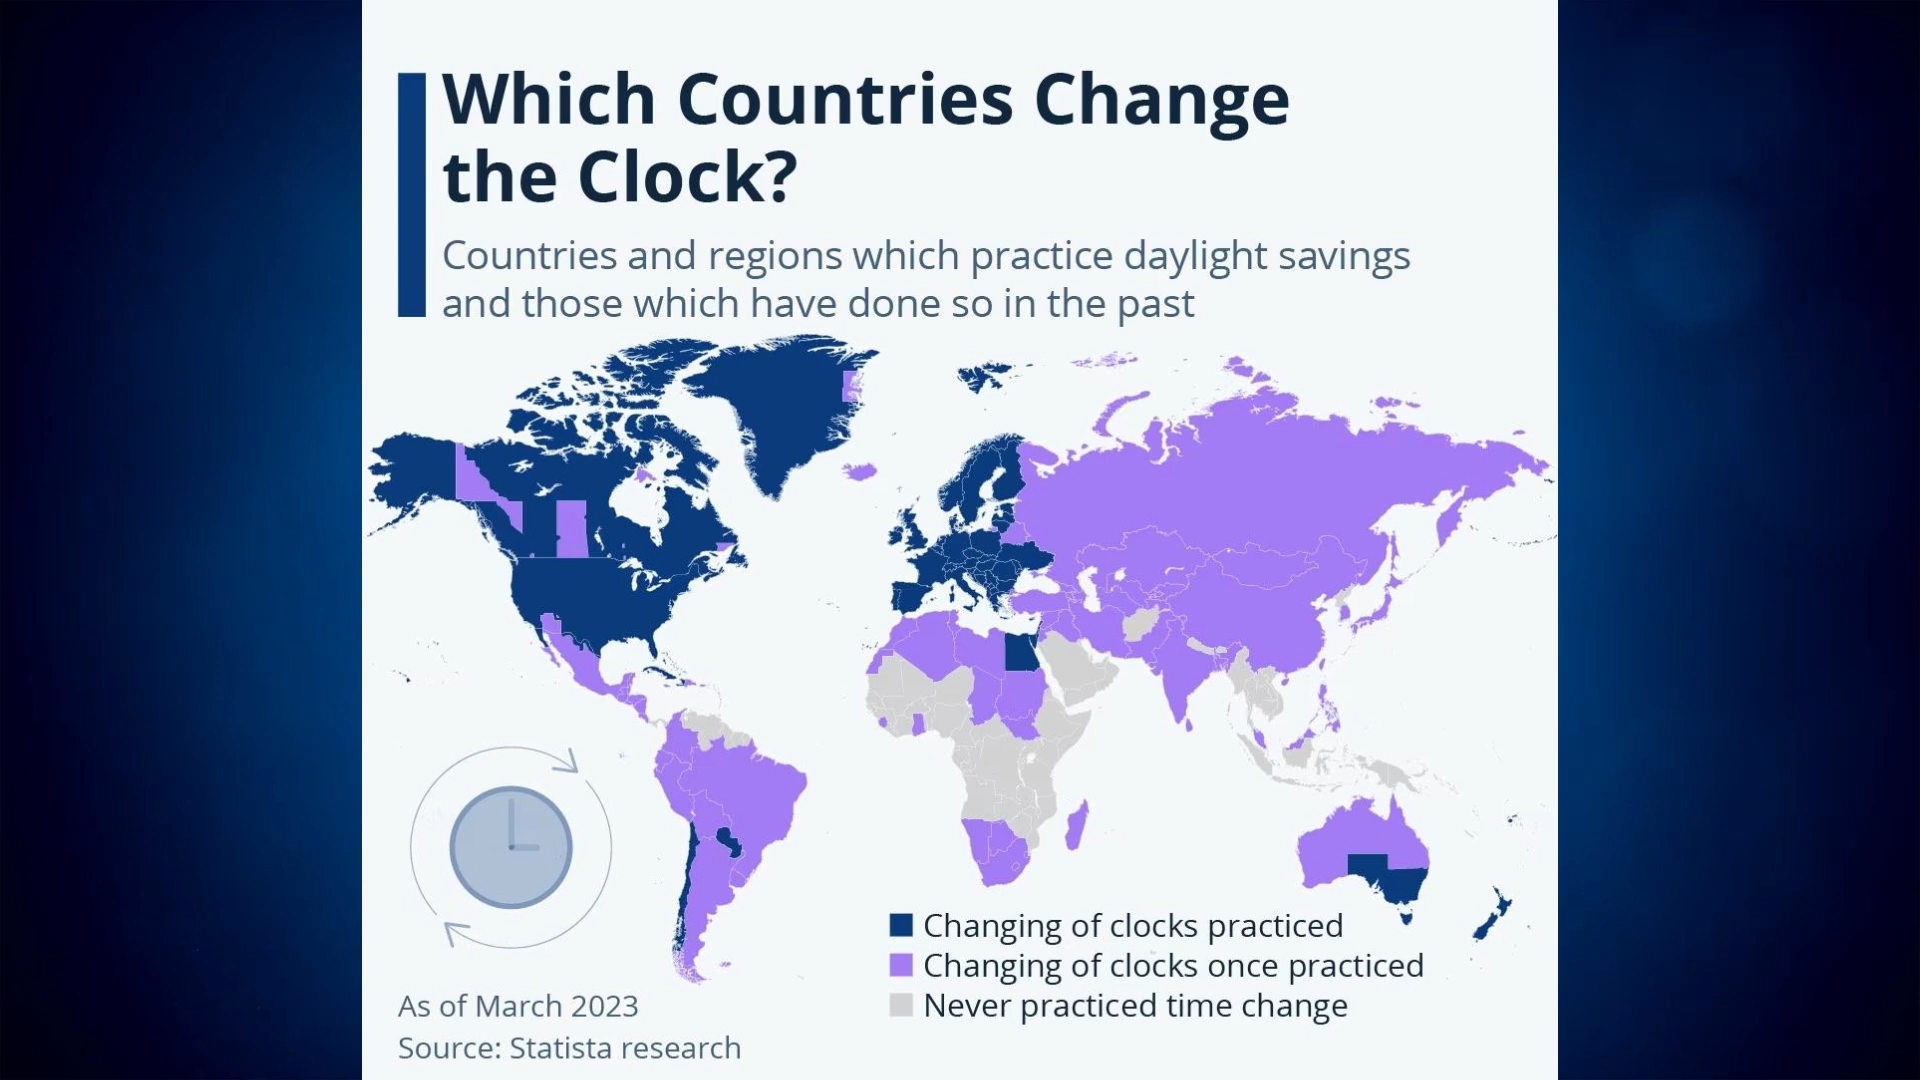 Which Countries Change
the Clock?
Countries and regions which practice daylight savings
and those which have done so in the past
Changing of clocks practiced
Changing of clocks once practiced
Never practiced time change
As of March 2023
Source: Statista research